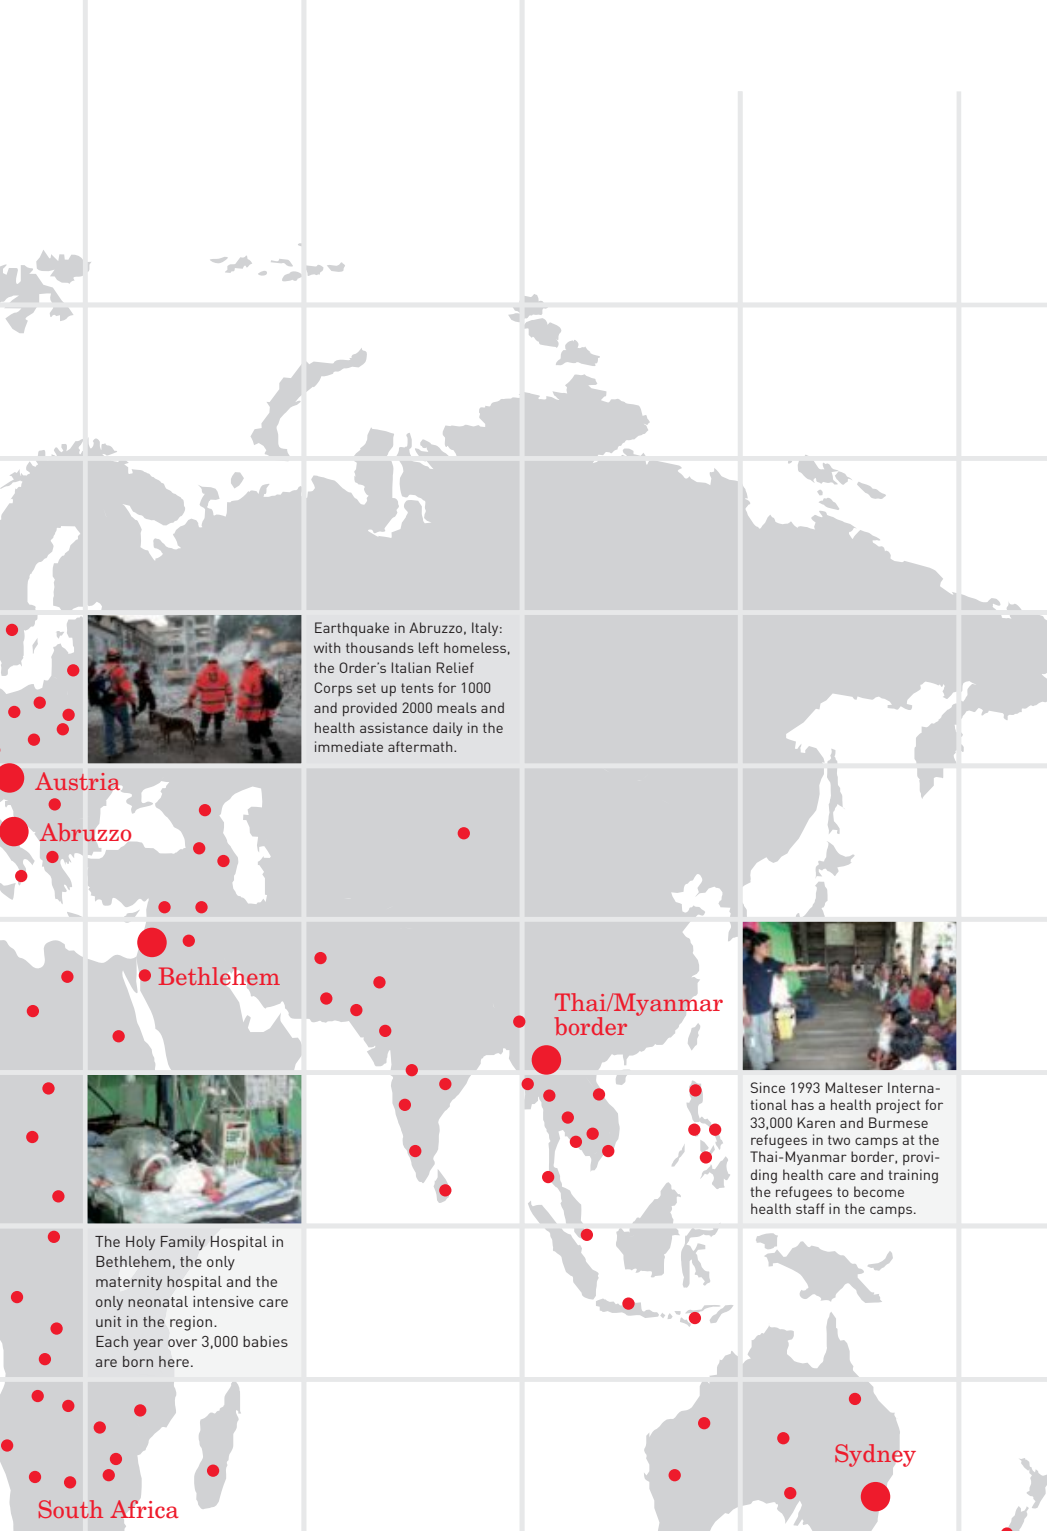 Earthquake in Abruzzo, Italy:
with thousands left homeless,
the Order's Italian Relief
Corps set up tents for 1000
and provided 2000 meals and
health assistance daily in the
immediate aftermath.
Austria
Abruzzo
Bethlehem
Thai/Myanmar
border
Since 1993 Malteser Interna-
tional has a health project for
33,000 Karen and Burmese
refugees in two camps at the
Thai-Myanmar border, provi-
ding health care and training
the refugees to become
health staff in the camps.
The Holy Family Hospital in
Bethlehem, the only
maternity hospital and the
only neonatal intensive care
unit in the region.
Each year over 3,000 babies
are born here.
Sydney
South Africa